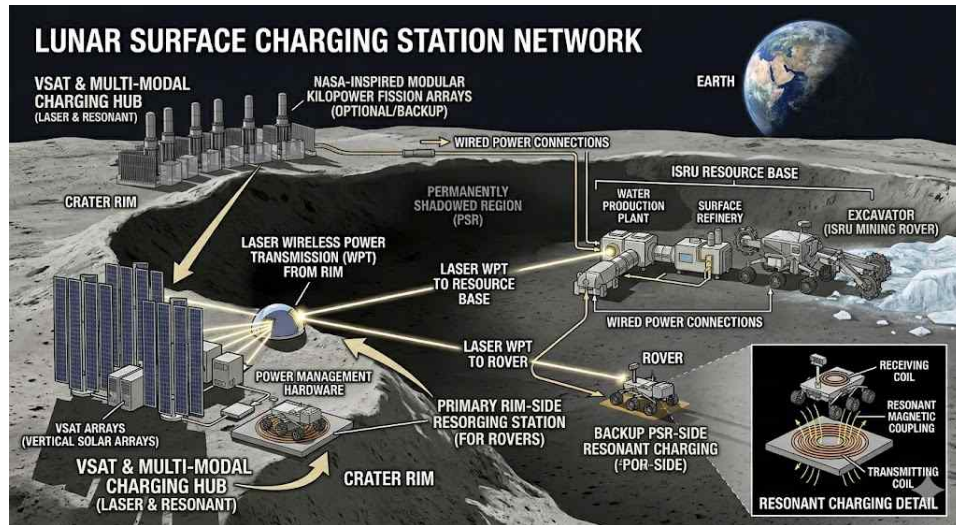 LUNAR SURFACE CHARGING STATION NETWORK
VSAT & MULTI-MODAL
CHARGING HUB
(LASER & RESONANT)
NASA-INSPIRED MODULAR
KILOPOWER FISSION ARRAYS
(OPTIONAL/BACKUP)
EARTH
WIRED POWER CONNECTIONS
CRATER RIM
PERMANENTLY
SHADOWED REGION
(PSR)
ISRU RESOURCE BASE
WATER
PRODUCTION
PLANT
SURFACE
REFINERY
EXCAVATOR
(ISRU MINING ROVER)
LASER WIRELESS POWER
TRANSMISSION (WPT)
FROM RIM
LASER WPT
TO RESOURCE
BASE
WIRED POWER CONNECTIONS
LASER WPT
TO ROVER
ROVER
POWER MANAGEMENT
HARDWARE
VSAT ARRAYS
(VERTICAL SOLAR ARRAYS)
PRIMARY RIM-SIDE
RESORGING STATION
(FOR ROVERS)
BACKUP PSR-SIDE
RESONANT CHARGING
('POR-SIDE)
VSAT & MULTI-MODAL
CHARGING HUB
(LASER & RESONANT)
CRATER RIM
RECEIVING
COIL
RESONANT
MAGNETIC
COUPLING
TRANSMITTING
COIL
RESONANT CHARGING DETAIL